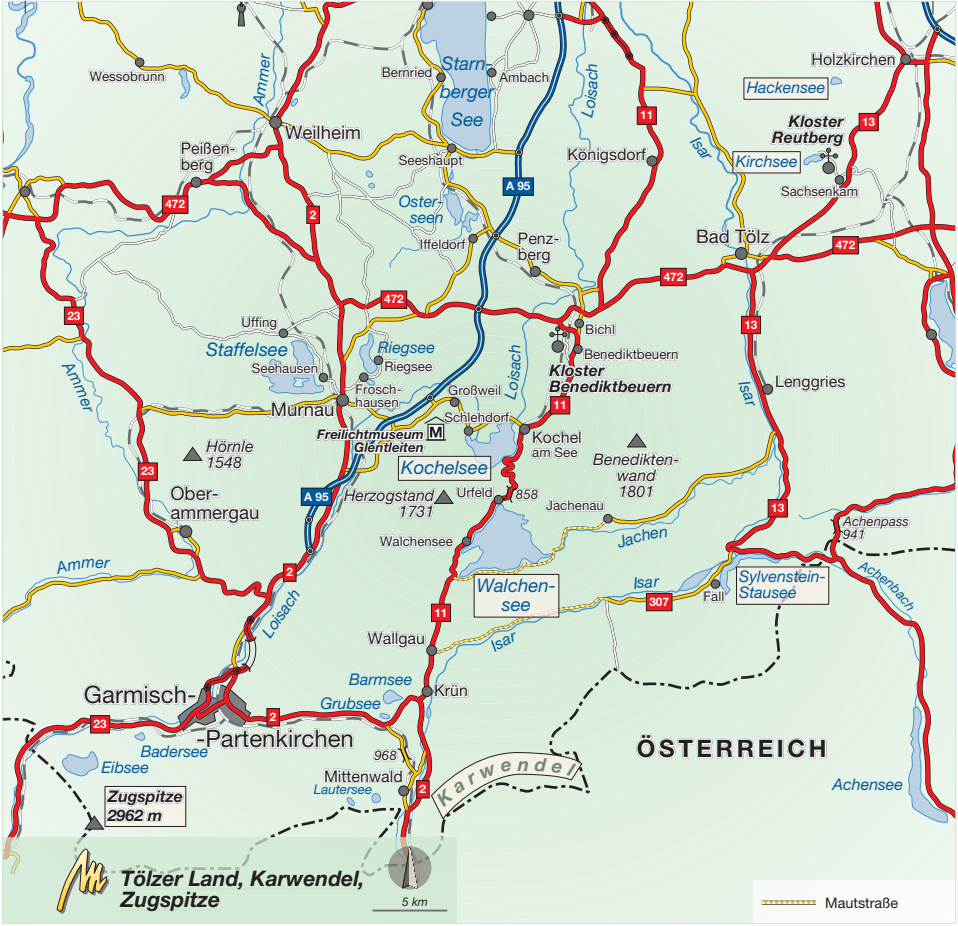 Wessobrunn
Ammer
Bernried
Starn-
berger
See
Ambach
Loisach
11
Isar
Hackensee
Holzkirchen
13
Kloster
Reutberg
Kirchsee
Sachsenkam
Weilheim
Peißen-
berg
Seeshaupt
Königsdorf
472
2
A 95
Oster-
seen
Iffeldorf
Penz-
berg
Bad Tölz
472
472
472
23
Uffing
Staffelsee
Seehausen
Riegsee
Riegsee
Frosch-
hausen
Murnau
Ammer
Loisach
Bichl
Benediktbeuern
Kloster
Benediktbeuern
11
13
Isar
Lenggries
Großweil
Schlehdorf
Freilichtmuseum
Glentleiten
M
Kochel
am See
Kochelsee
Hörnle
1548
23
Ober-
ammergau
A 95
Herzogstand
1731
Urfeld
858
Benedikten-
wand
1801
Jachenau
Jachen
Walchensee
Walchen-
see
13
Achenpass
941
Achenbach
Ammer
2
Loisach
Isar
307
Fall
Sylvenstein-
Stausee
11
Isar
Wallgau
Krün
Barmsee
Grubsee
Garmisch-
-Partenkirchen
23
2
Badersee
Eibsee
Zugspitze
2962 m
968
Mittenwald
Lautersee
2
Karwendel
ÖSTERREICH
Achensee
Tölzer Land, Karwendel,
Zugspitze
5 km
Mautstraße